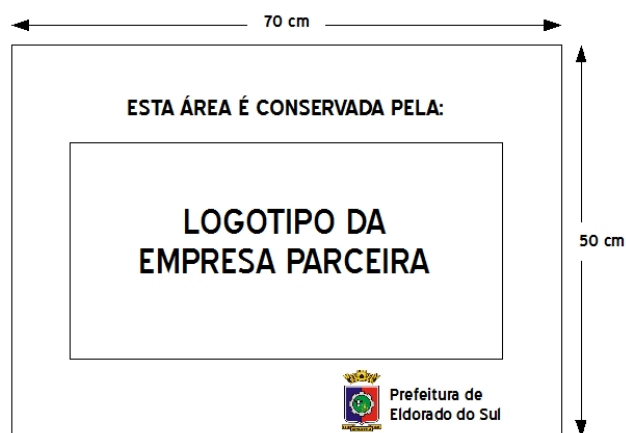 70 cm
ESTA ÁREA É CONSERVADA PELA:
LOGOTIPO DA
EMPRESA PARCEIRA
50 cm
Prefeitura de
Eldorado do Sul